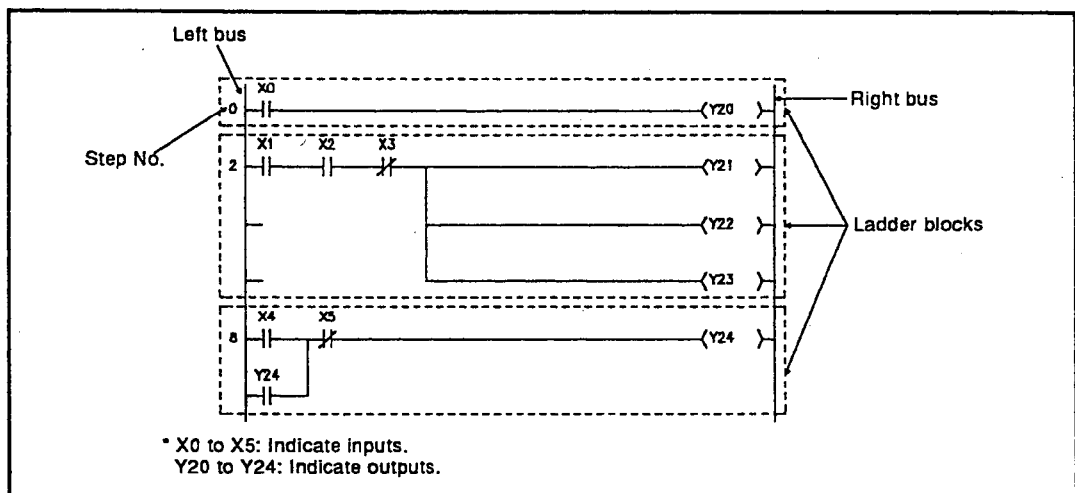 Left bus
X0
0
Y20
Right bus
Step No.
X1 X2 X3
2
Y21
Y22
Ladder blocks
Y23
X4 X5
8
Y24
Y24
* X0 to X5: Indicate inputs.
Y20 to Y24: Indicate outputs.